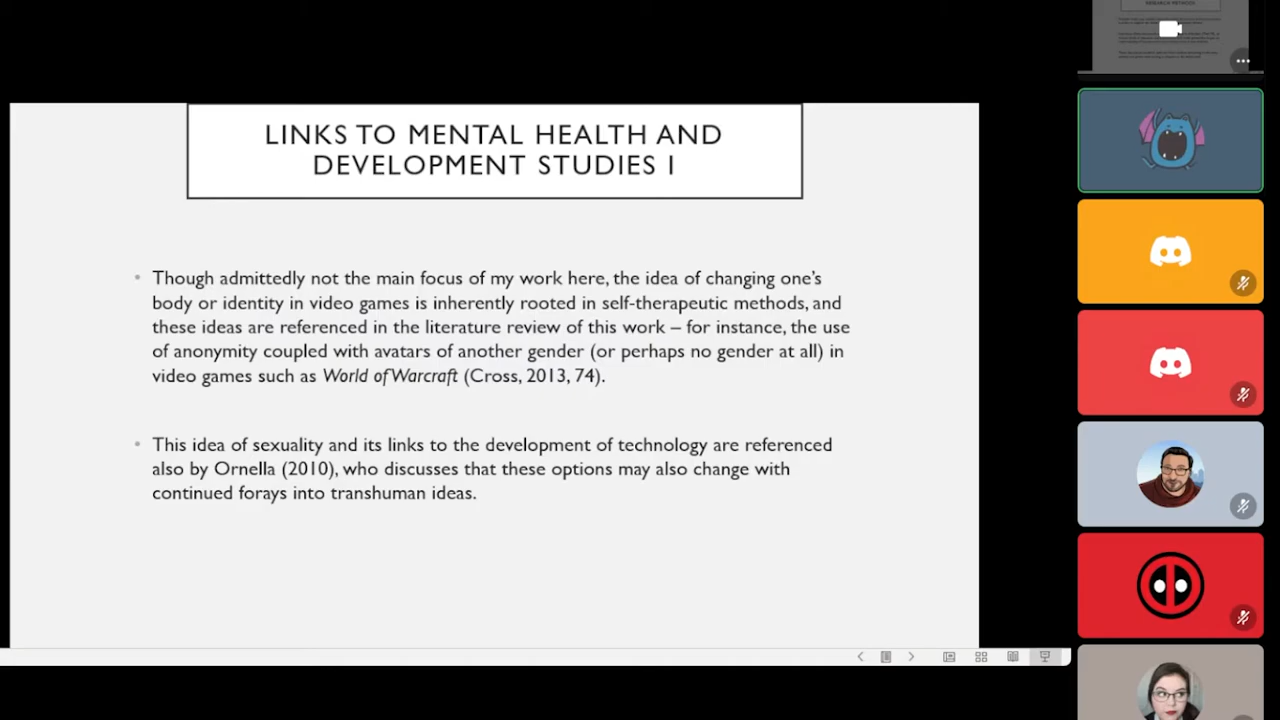 RESEARCH METHODS
LINKS TO MENTAL HEALTH AND
DEVELOPMENT STUDIES I
• Though admittedly not the main focus of my work here, the idea of changing one's
body or identity in video games is inherently rooted in self-therapeutic methods, and
these ideas are referenced in the literature review of this work – for instance, the use
of anonymity coupled with avatars of another gender (or perhaps no gender at all) in
video games such as World of Warcraft (Cross, 2013, 74).
• This idea of sexuality and its links to the development of technology are referenced
also by Ornella (2010), who discusses that these options may also change with
continued forays into transhuman ideas.